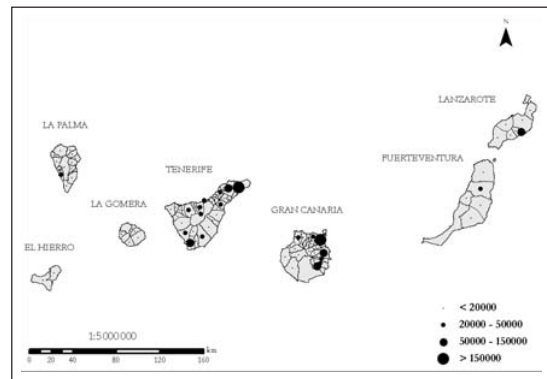 N
LANZAROTE
LA PALMA
FUERTEVENTURA
TENERIFE
LA GOMERA
GRAN CANARIA
EL HIERRO
< 20000
20000 - 50000
50000 - 150000
> 150000
1:5 000 000
km
0 20 40 80 120 160